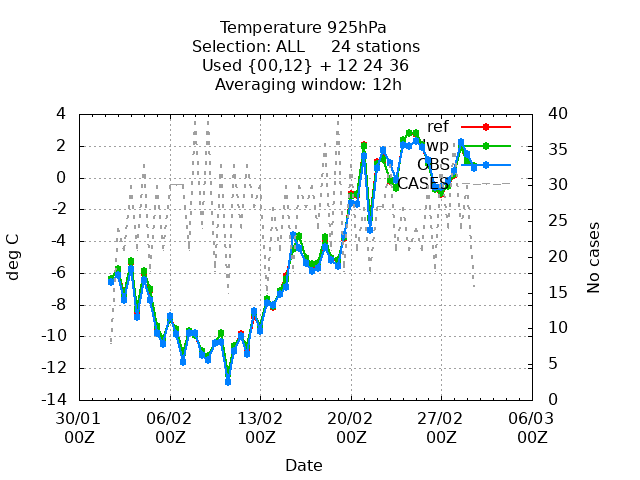 Temperature 925hPa
Selection: ALL     24 stations
Used {00,12} + 12 24 36
Averaging window: 12h
4
2
0
-2
-4
-6
-8
-10
-12
-14
deg C
40
35
30
25
20
15
10
5
0
No cases
ref
lwp
OBS
CASES
30/01 06/02 13/02 20/02 27/02 06/03
00Z 00Z 00Z 00Z 00Z 00Z
Date